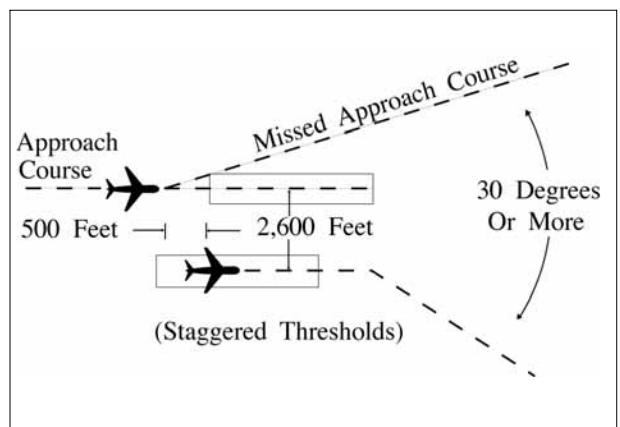 Missed Approach Course
Approach
Course
30 Degrees
Or More
500 Feet
2,600 Feet
(Staggered Thresholds)